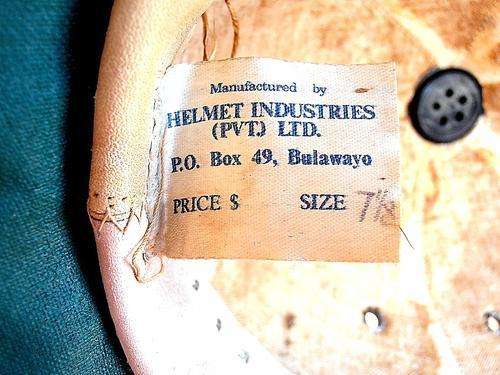 Manufactured by
HELMET INDUSTRIES
(PVT) LTD.
P.O. Box 49, Bulawayo
PRICE $ SIZE 7⅛